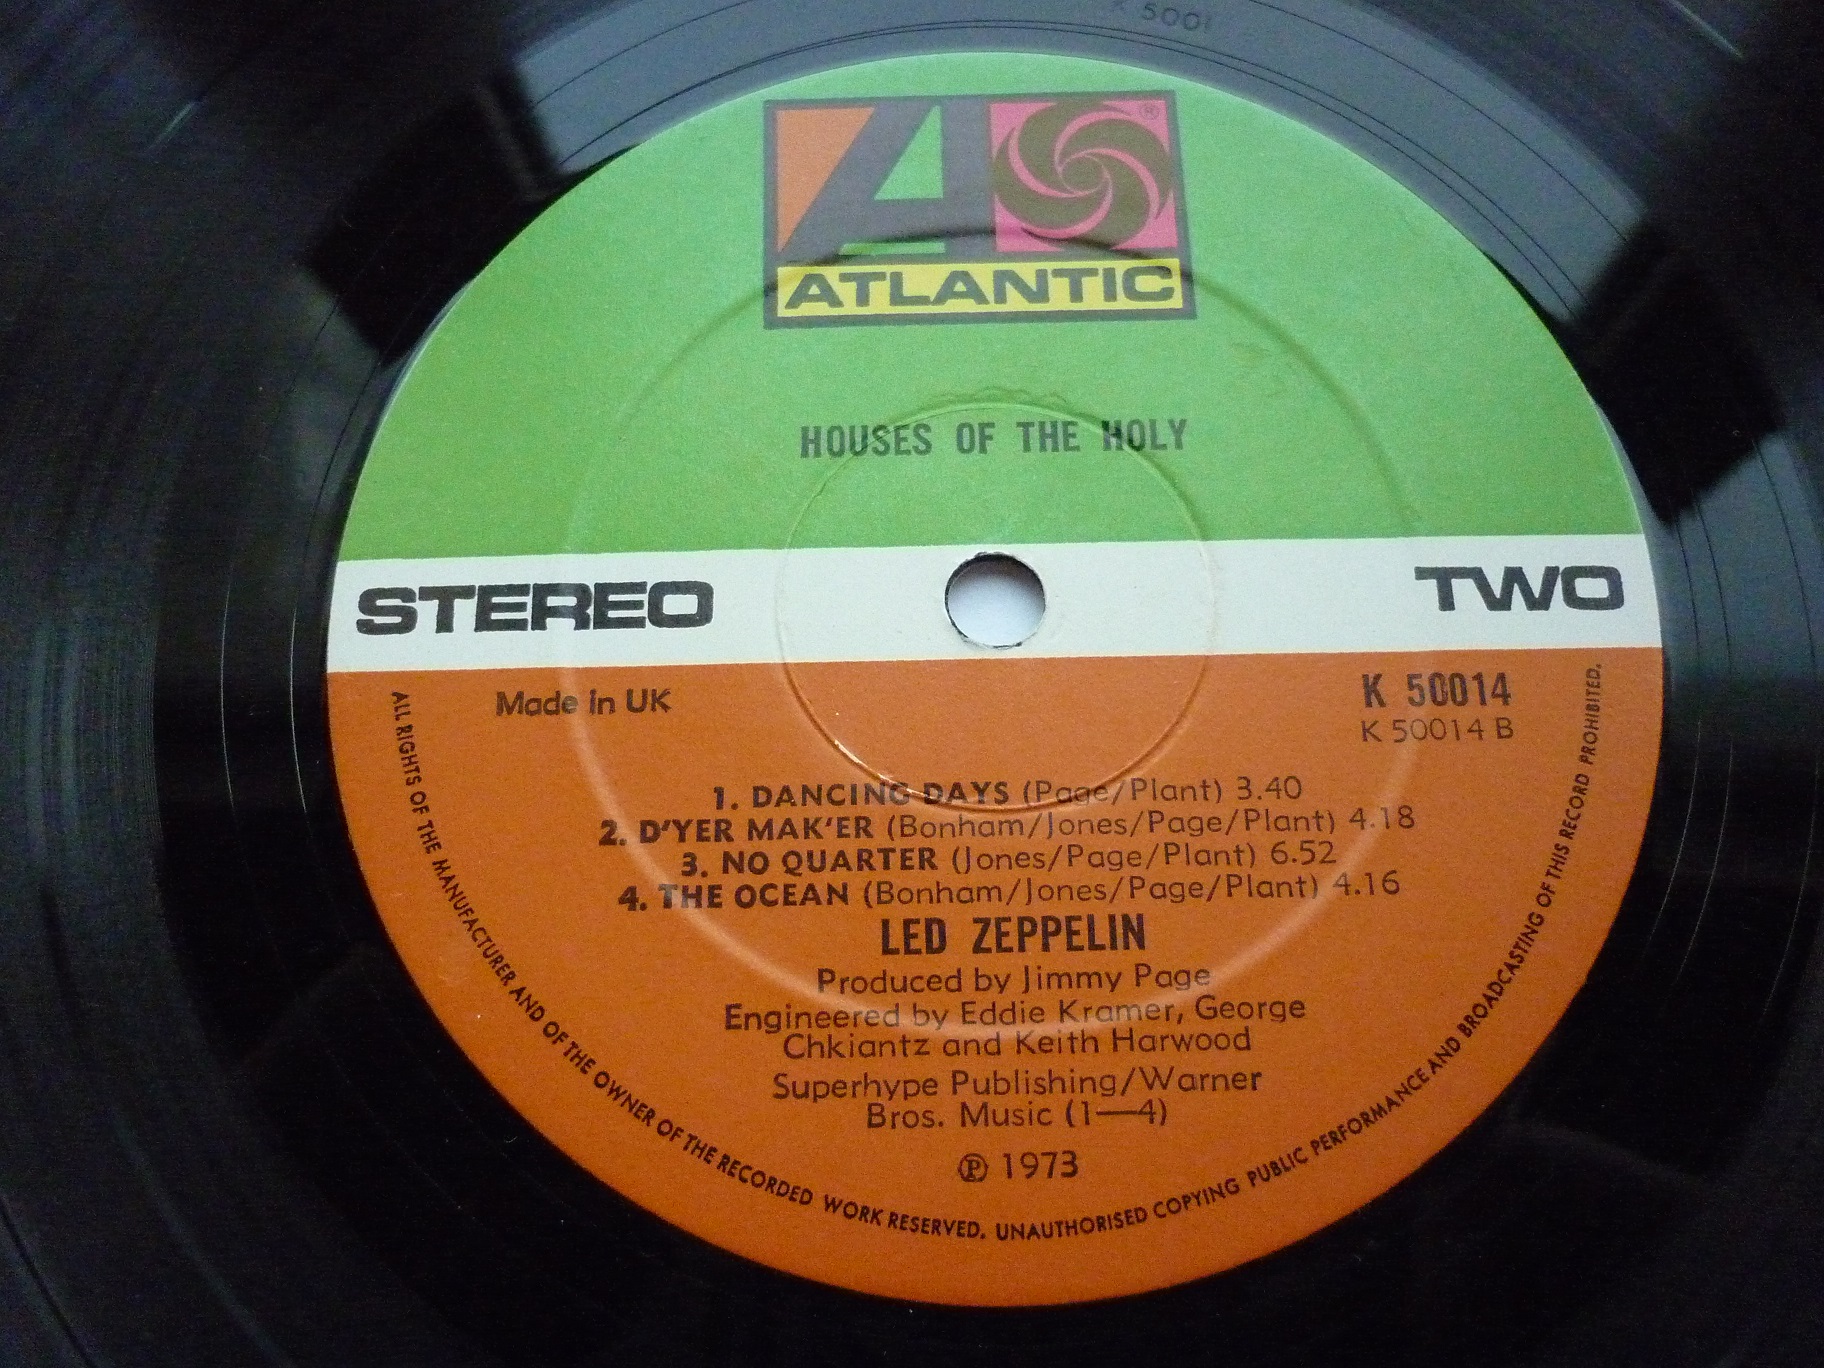 K 5001
®
ATLANTIC
HOUSES OF THE HOLY
STEREO
TWO
Made in UK
K 50014
K 50014 B
1. DANCING DAYS (Page/Plant) 3.40
2. D'YER MAK'ER (Bonham/Jones/Page/Plant) 4.18
3. NO QUARTER (Jones/Page/Plant) 6.52
4. THE OCEAN (Bonham/Jones/Page/Plant) 4.16
LED ZEPPELIN
Produced by Jimmy Page
Engineered by Eddie Kramer, George
Chkiantz and Keith Harwood
Superhype Publishing/Warner
Bros. Music (1—4)
℗ 1973
ALL RIGHTS OF THE MANUFACTURER AND OF THE OWNER OF THE RECORDED WORK RESERVED. UNAUTHORISED COPYING PUBLIC PERFORMANCE AND BROADCASTING OF THIS RECORD PROHIBITED.